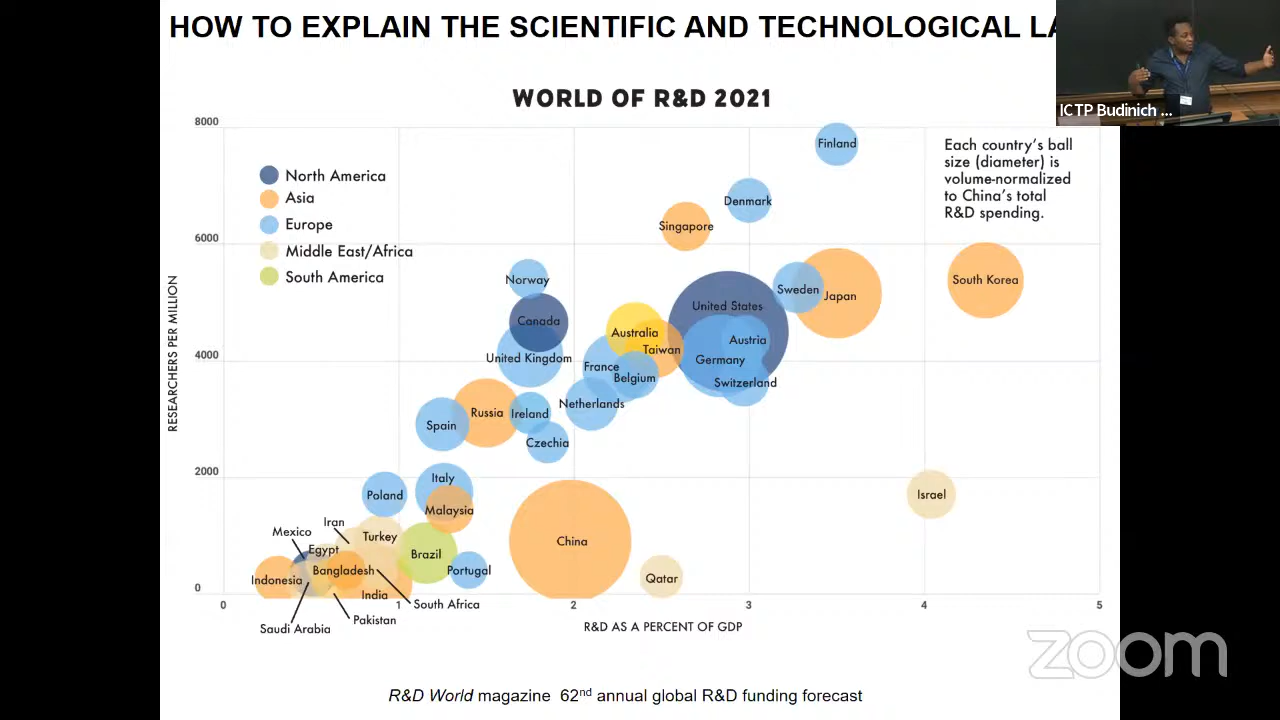 HOW TO EXPLAIN THE SCIENTIFIC AND TECHNOLOGICAL
ICTP Budinich ...
WORLD OF R&D 2021
8000
6000
4000
2000
0
RESEARCHERS PER MILLION
North America
Asia
Europe
Middle East/Africa
South America
Each country's ball
size (diameter) is
volume-normalized
to China's total
R&D spending.
Finland
Denmark
Singapore
Norway
South Korea
Sweden
Japan
United States
Canada
Australia
Austria
Taiwan
United Kingdom
Germany
France
Belgium
Switzerland
Netherlands
Russia
Ireland
Spain
Czechia
Italy
Poland
Israel
Malaysia
Iran
Mexico
Turkey
China
Egypt
Brazil
Bangladesh
Portugal
Indonesia
Qatar
India
South Africa
Pakistan
Saudi Arabia
0
1
2
3
4
5
R&D AS A PERCENT OF GDP
zoom
R&D World magazine 62nd annual global R&D funding forecast